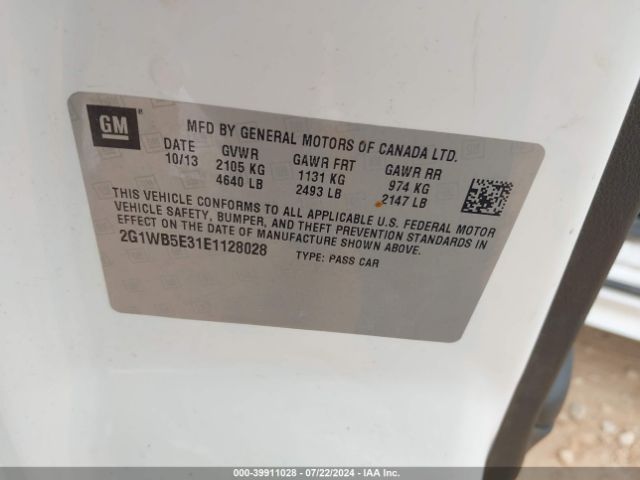 GM ®
MFD BY GENERAL MOTORS OF CANADA LTD.
DATE GVWR GAWR FRT GAWR RR
10/13 2105 KG 1131 KG 974 KG
4640 LB 2493 LB 2147 LB
THIS VEHICLE CONFORMS TO ALL APPLICABLE U.S. FEDERAL MOTOR
VEHICLE SAFETY, BUMPER, AND THEFT PREVENTION STANDARDS IN
EFFECT ON THE DATE OF MANUFACTURE SHOWN ABOVE.
2G1WB5E31E1128028 TYPE: PASS CAR
000-39911028 - 07/22/2024 - IAA Inc.